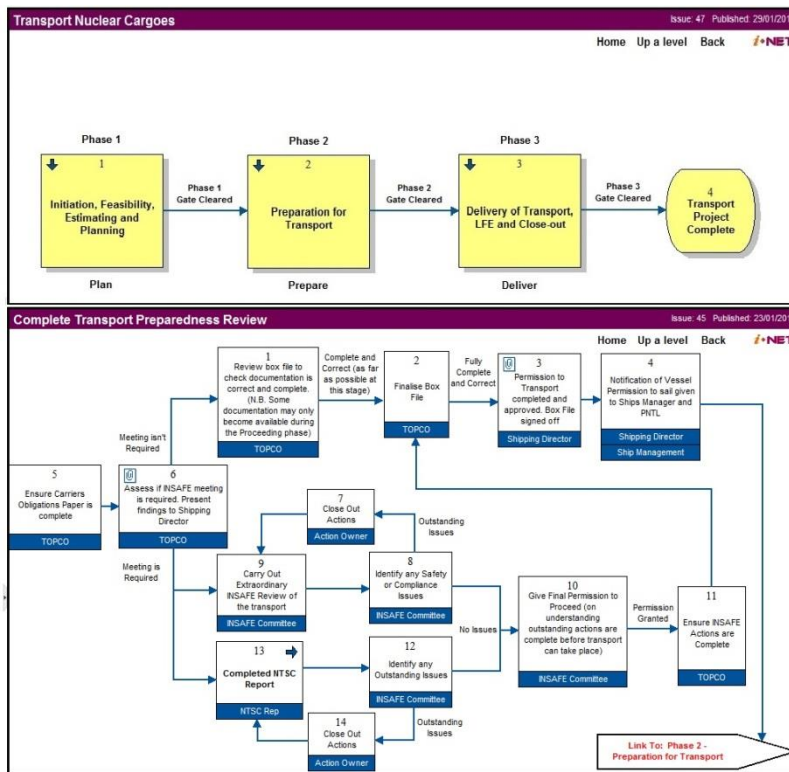 Transport Nuclear Cargoes
Issue: 47 Published: 29/01/201
Home Up a level Back i•NET
Phase 1
1
Initiation, Feasibility,
Estimating and
Planning
Plan
Phase 1
Gate Cleared
Phase 2
2
Preparation for
Transport
Prepare
Phase 2
Gate Cleared
Phase 3
3
Delivery of Transport,
LFE and Close-out
Deliver
Phase 3
Gate Cleared
4
Transport
Project
Complete
Complete Transport Preparedness Review
Issue: 45 Published: 23/01/201
Home Up a level Back i•NET
1
Review box file to
check documentation is
correct and complete.
(N.B. Some
documentation may only
become available during
the Proceeding phase)
TOPCO
Complete and
Correct (as far
as possible at
this stage)
2
Finalise Box
File
TOPCO
Fully
Complete
and Correct
3
Permission to
Transport
completed and
approved. Box File
signed off
Shipping Director
4
Notification of Vessel
Permission to sail given
to Ships Manager and
PNTL
Shipping Director
Ship Management
Meeting isn't
Required
5
Ensure Carriers
Obligations Paper is
complete
TOPCO
6
Assess if INSAFE meeting
is required. Present
findings to Shipping
Director
TOPCO
Meeting is
Required
7
Close Out
Actions
Action Owner
Outstanding
Issues
9
Carry Out
Extraordinary
INSAFE Review of
the transport
INSAFE Committee
8
Identify any Safety
or Compliance
Issues
INSAFE Committee
No Issues
10
Give Final Permission to
Proceed (on
understanding
outstanding actions are
complete before transport
can take place)
INSAFE Committee
Permission
Granted
11
Ensure INSAFE
Actions are
Complete
TOPCO
13
Completed NTSC
Report
NTSC Rep
12
Identify any
Outstanding Issues
INSAFE Committee
Outstanding
Issues
14
Close Out
Actions
Action Owner
Link To: Phase 2 -
Preparation for Transport